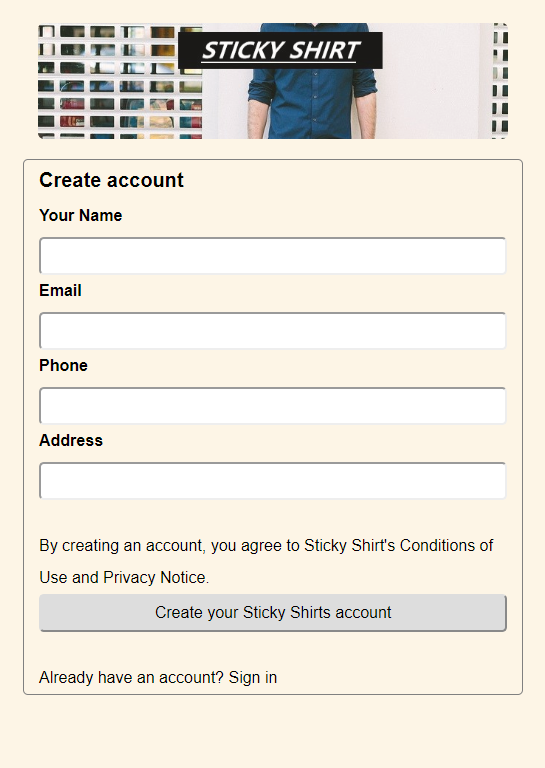 STICKY SHIRT
Create account
Your Name
Email
Phone
Address
By creating an account, you agree to Sticky Shirt's Conditions of
Use and Privacy Notice.
Create your Sticky Shirts account
Already have an account? Sign in